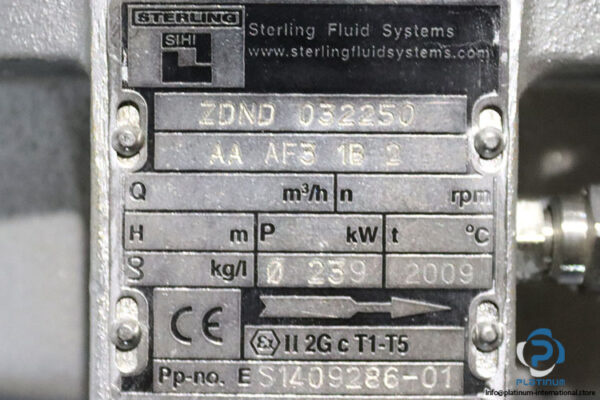 STERLING
SIHI
Sterling Fluid Systems
www.sterlingfluidsystems.com
ZDND 032250
AA AF3 1B 2
Q m³/h n rpm
H m P kW t °C
ϱ kg/l Ø 239 2009
CE Ex II 2G c T1-T5
Pp-no. E S1409286-01
PLATINUM
platinum-international.store